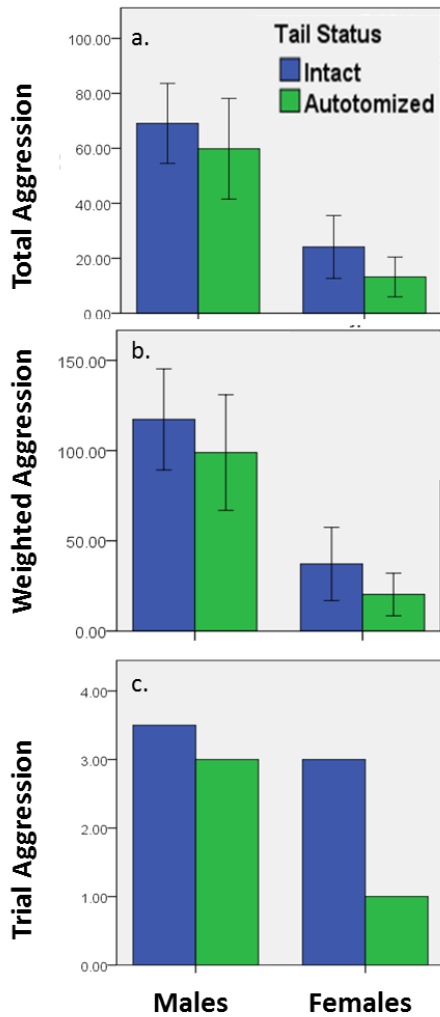 a.
Tail Status
Intact
Autotomized
Total Aggression
100.00
80.00
60.00
40.00
20.00
0.00
b.
Weighted Aggression
150.00
100.00
50.00
0.00
c.
Trial Aggression
4.00
3.00
2.00
1.00
0.00
Males Females